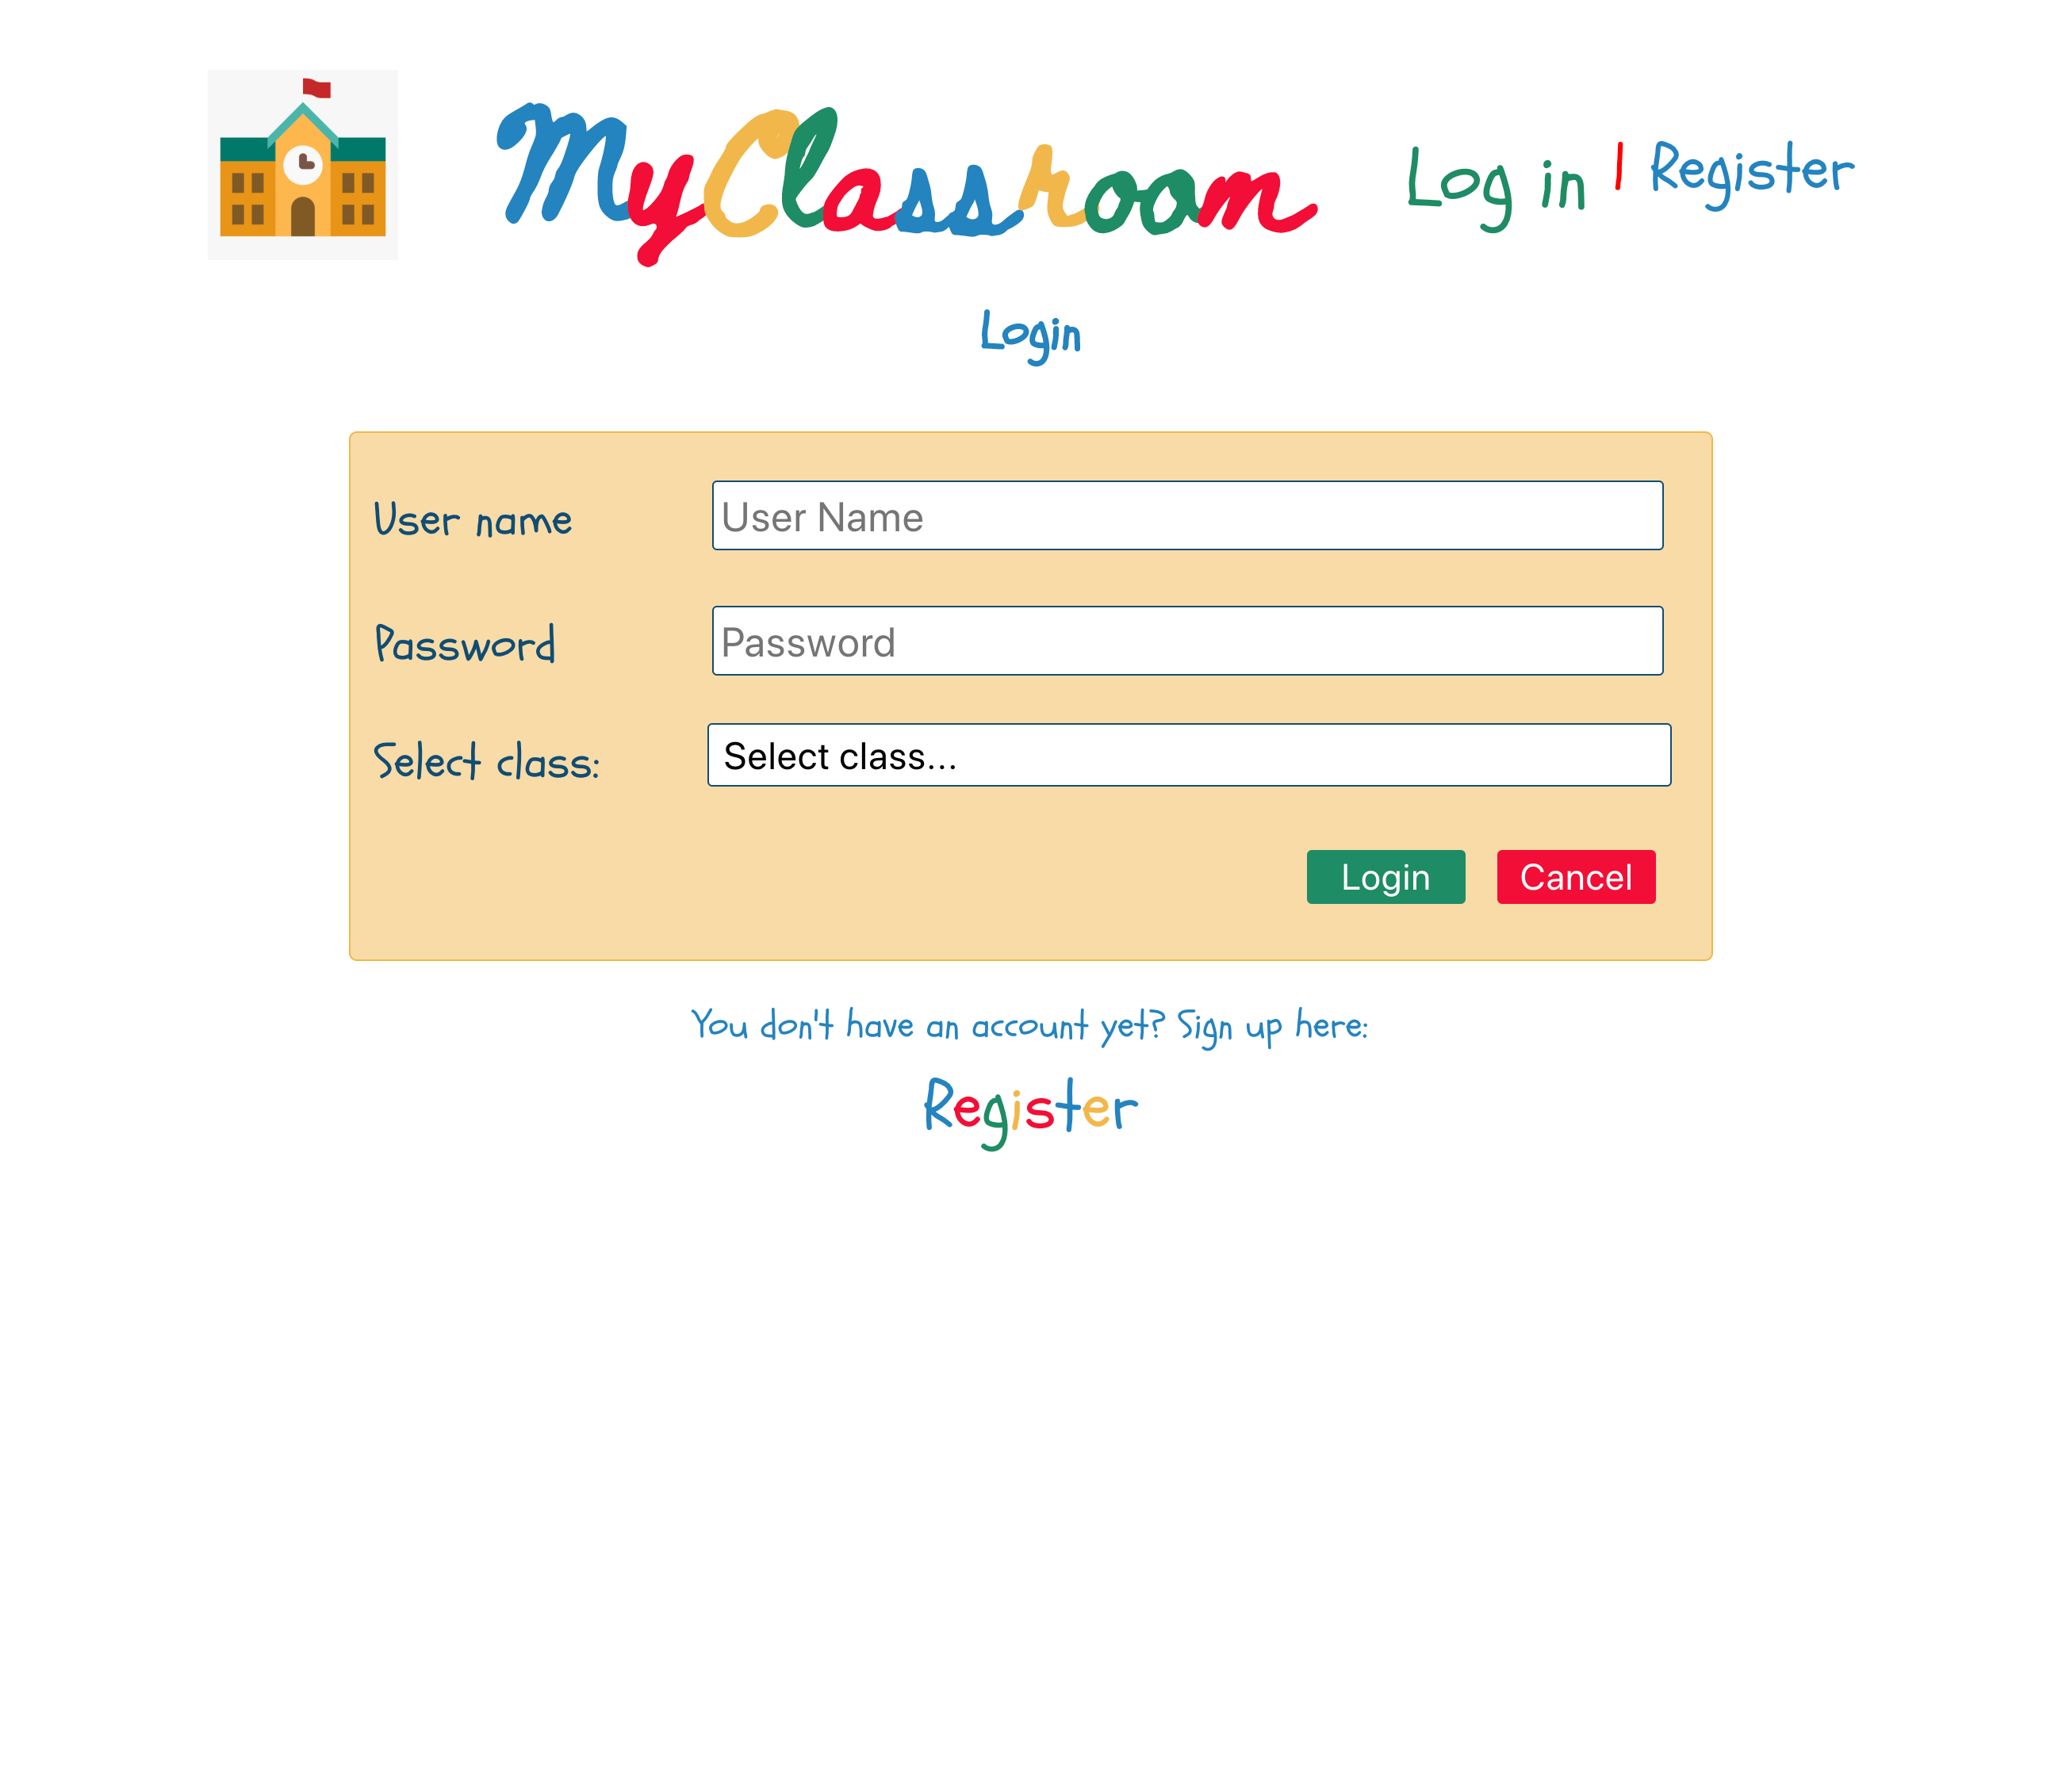 MyClassroom
Log in | Register
Login
User name
User Name
Password
Password
Select class:
Select class...
Login
Cancel
You don't have an account yet? Sign up here:
Register